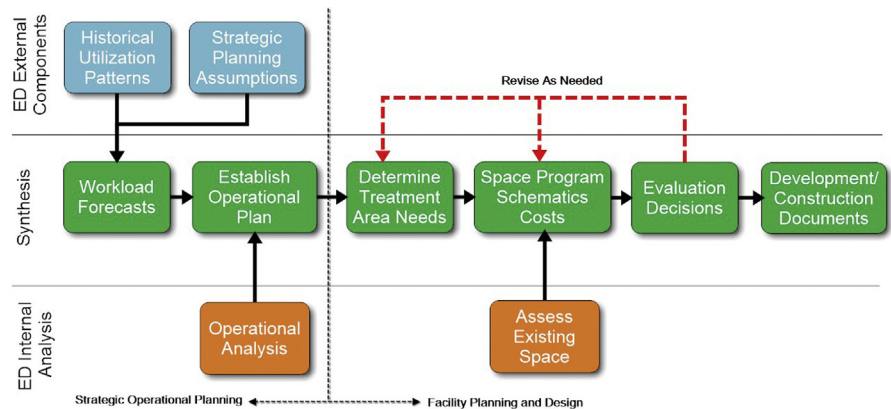 ED External
Components
Historical
Utilization
Patterns
Strategic
Planning
Assumptions
Revise As Needed
Synthesis
Workload
Forecasts
Establish
Operational
Plan
Determine
Treatment
Area Needs
Space Program
Schematics
Costs
Evaluation
Decisions
Development/
Construction
Documents
ED Internal
Analysis
Operational
Analysis
Assess
Existing
Space
Strategic Operational Planning
Facility Planning and Design